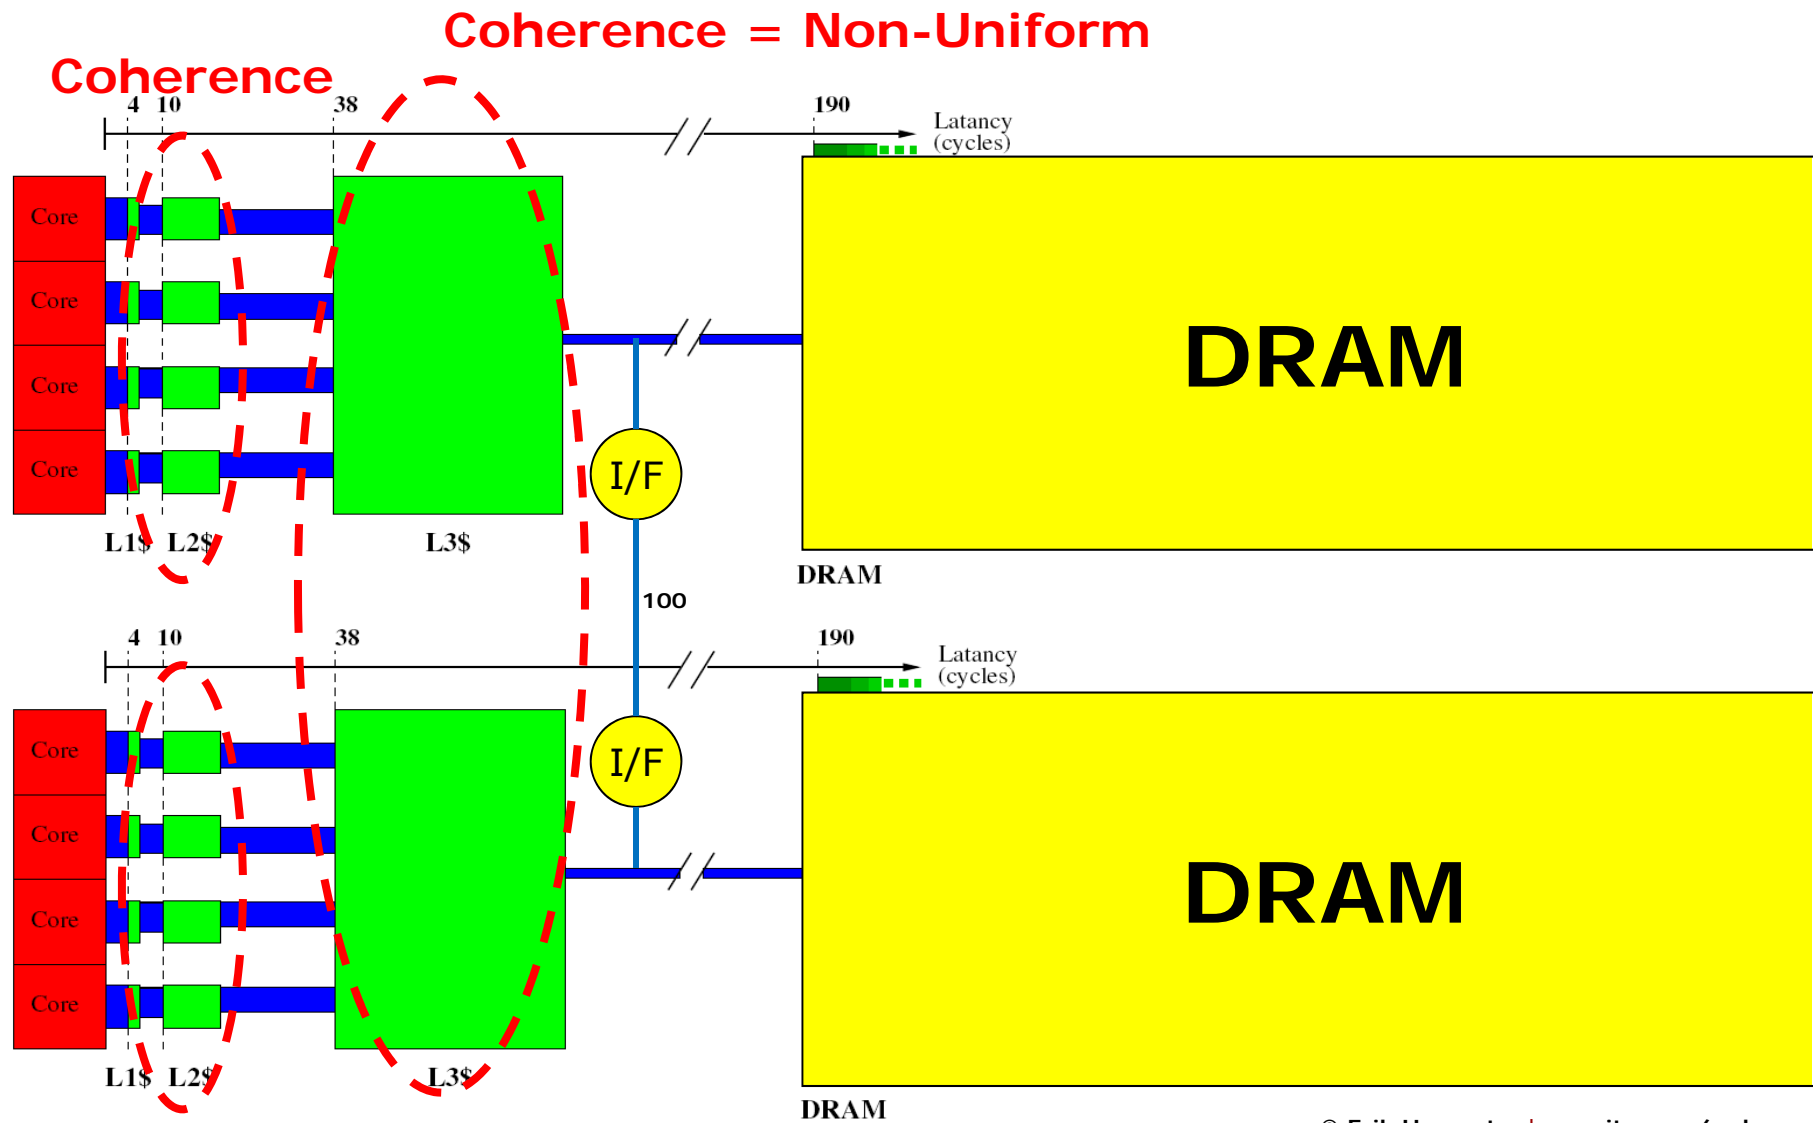 Coherence = Non-Uniform
Coherence
4 10 38 190
Latancy
(cycles)
Core
Core
Core
Core
DRAM
I/F
L1$ L2$ L3$
DRAM
100
4 10 38 190
Latancy
(cycles)
Core
Core
Core
Core
I/F
DRAM
L1$ L2$ L3$
DRAM